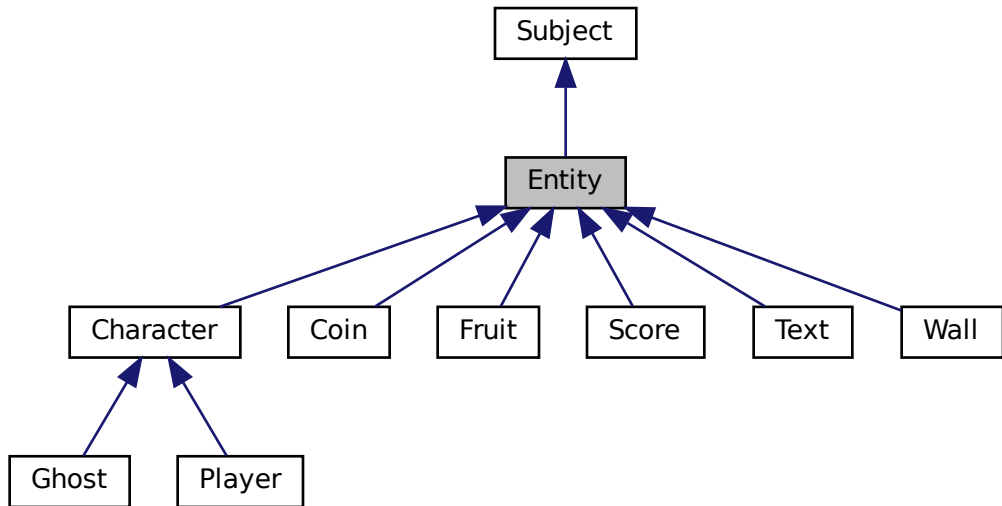 Subject
Entity
Character
Coin
Fruit
Score
Text
Wall
Ghost
Player